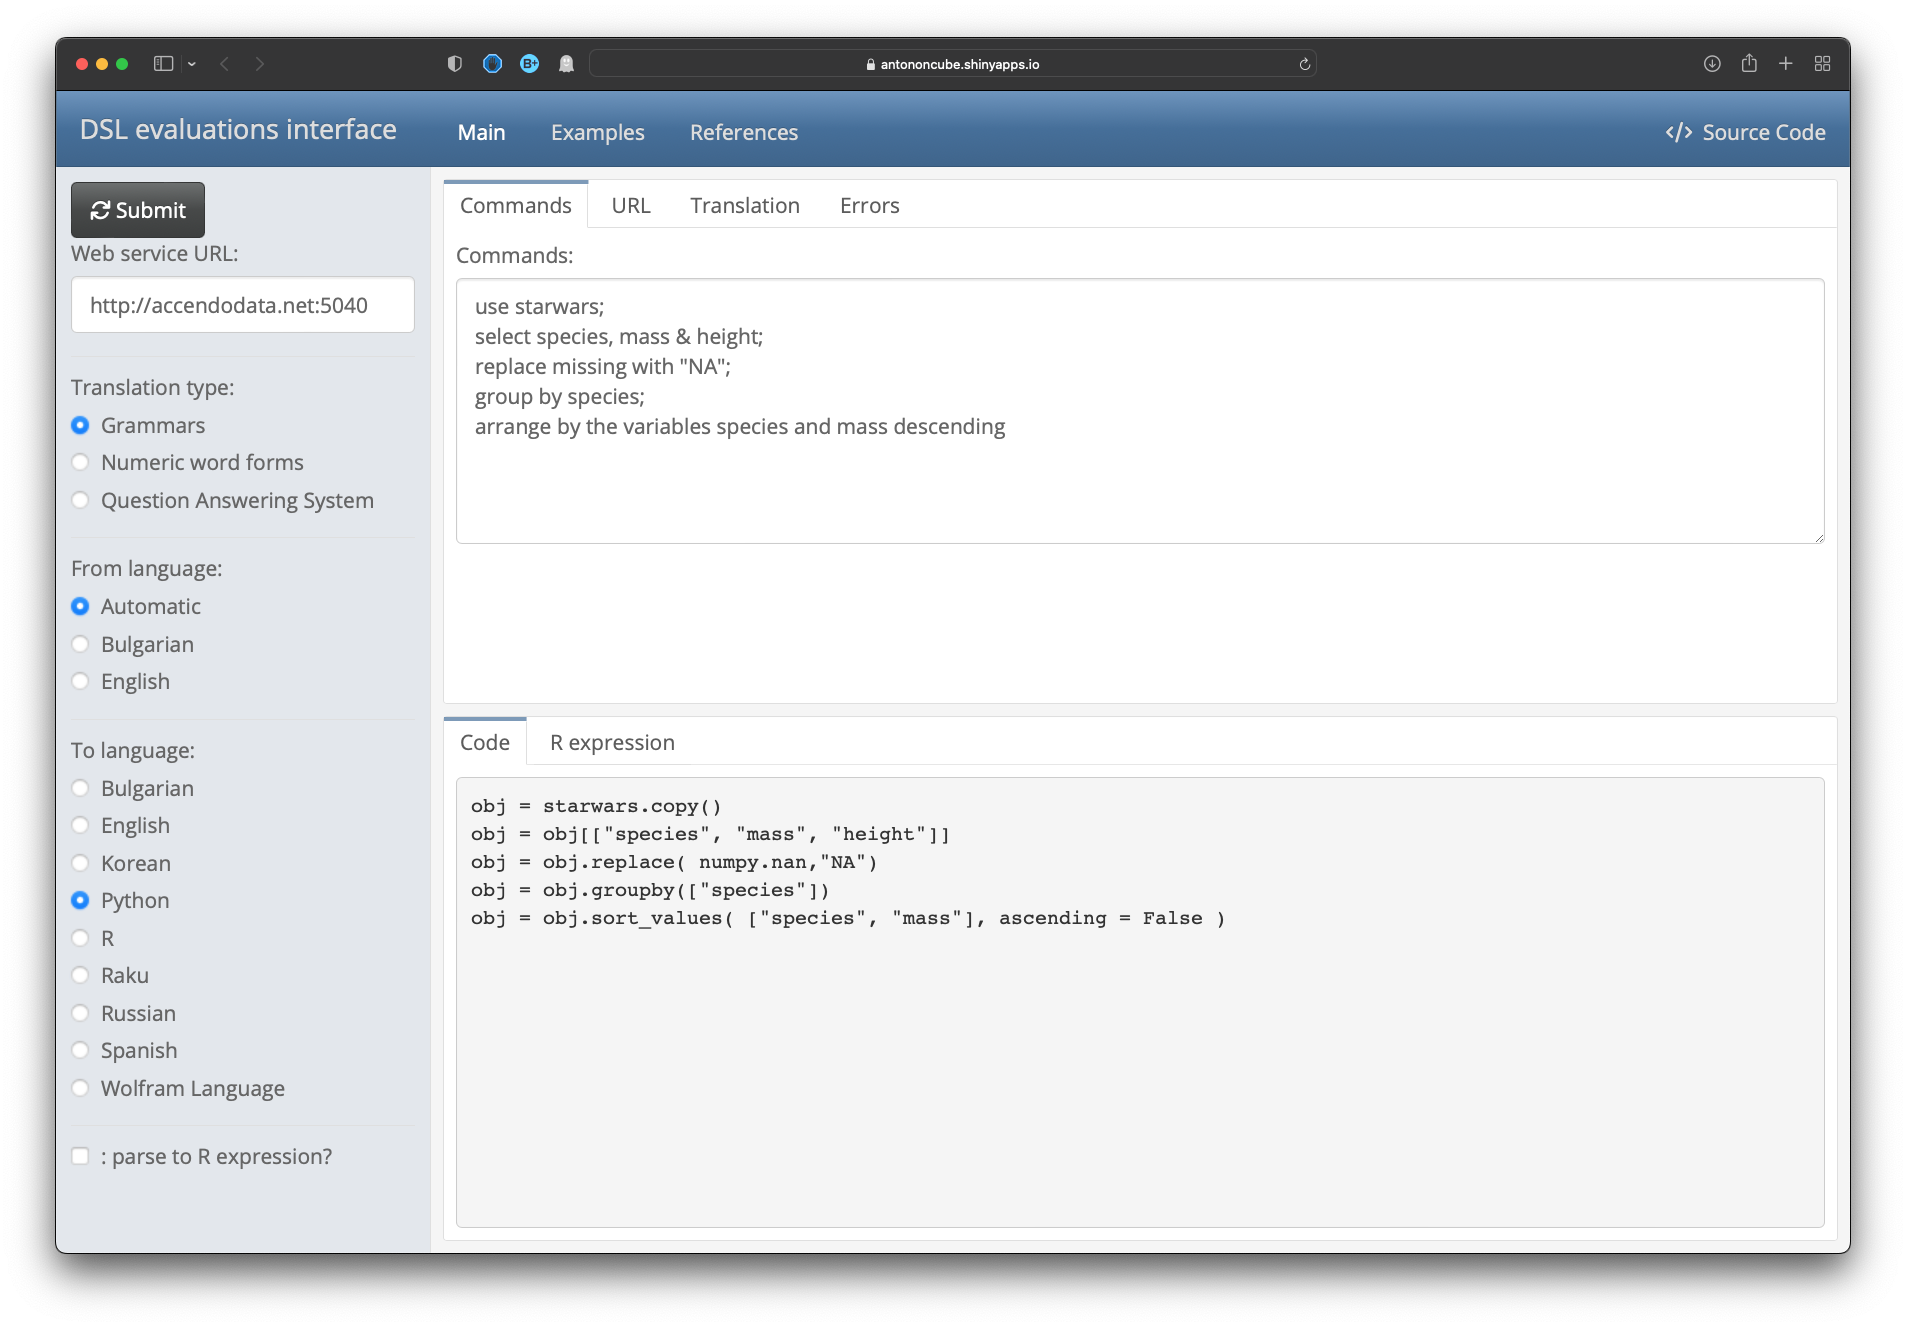 antononcube.shinyapps.io
DSL evaluations interface
Main
Examples
References
</> Source Code
Submit
Web service URL:
http://accendodata.net:5040
Translation type:
Grammars
Numeric word forms
Question Answering System
From language:
Automatic
Bulgarian
English
To language:
Bulgarian
English
Korean
Python
R
Raku
Russian
Spanish
Wolfram Language
: parse to R expression?
Commands
URL
Translation
Errors
Commands:
use starwars;
select species, mass & height;
replace missing with "NA";
group by species;
arrange by the variables species and mass descending
Code
R expression
obj = starwars.copy()
obj = obj[["species", "mass", "height"]]
obj = obj.replace( numpy.nan,"NA")
obj = obj.groupby(["species"])
obj = obj.sort_values( ["species", "mass"], ascending = False )